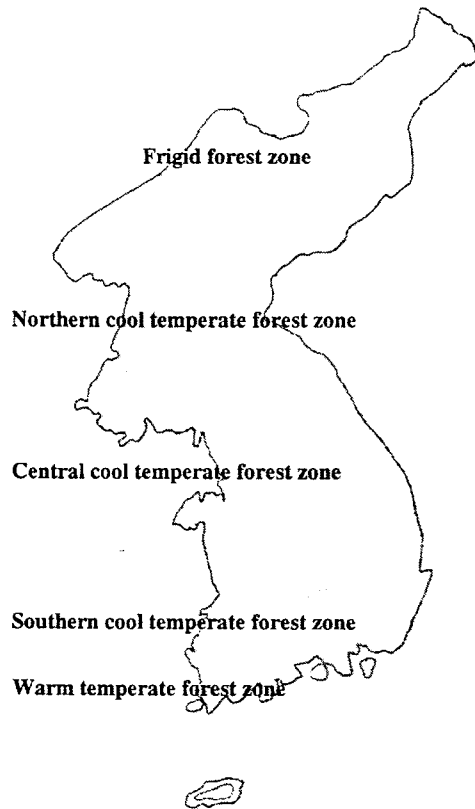 Frigid forest zone
Northern cool temperate forest zone
Central cool temperate forest zone
Southern cool temperate forest zone
Warm temperate forest zone